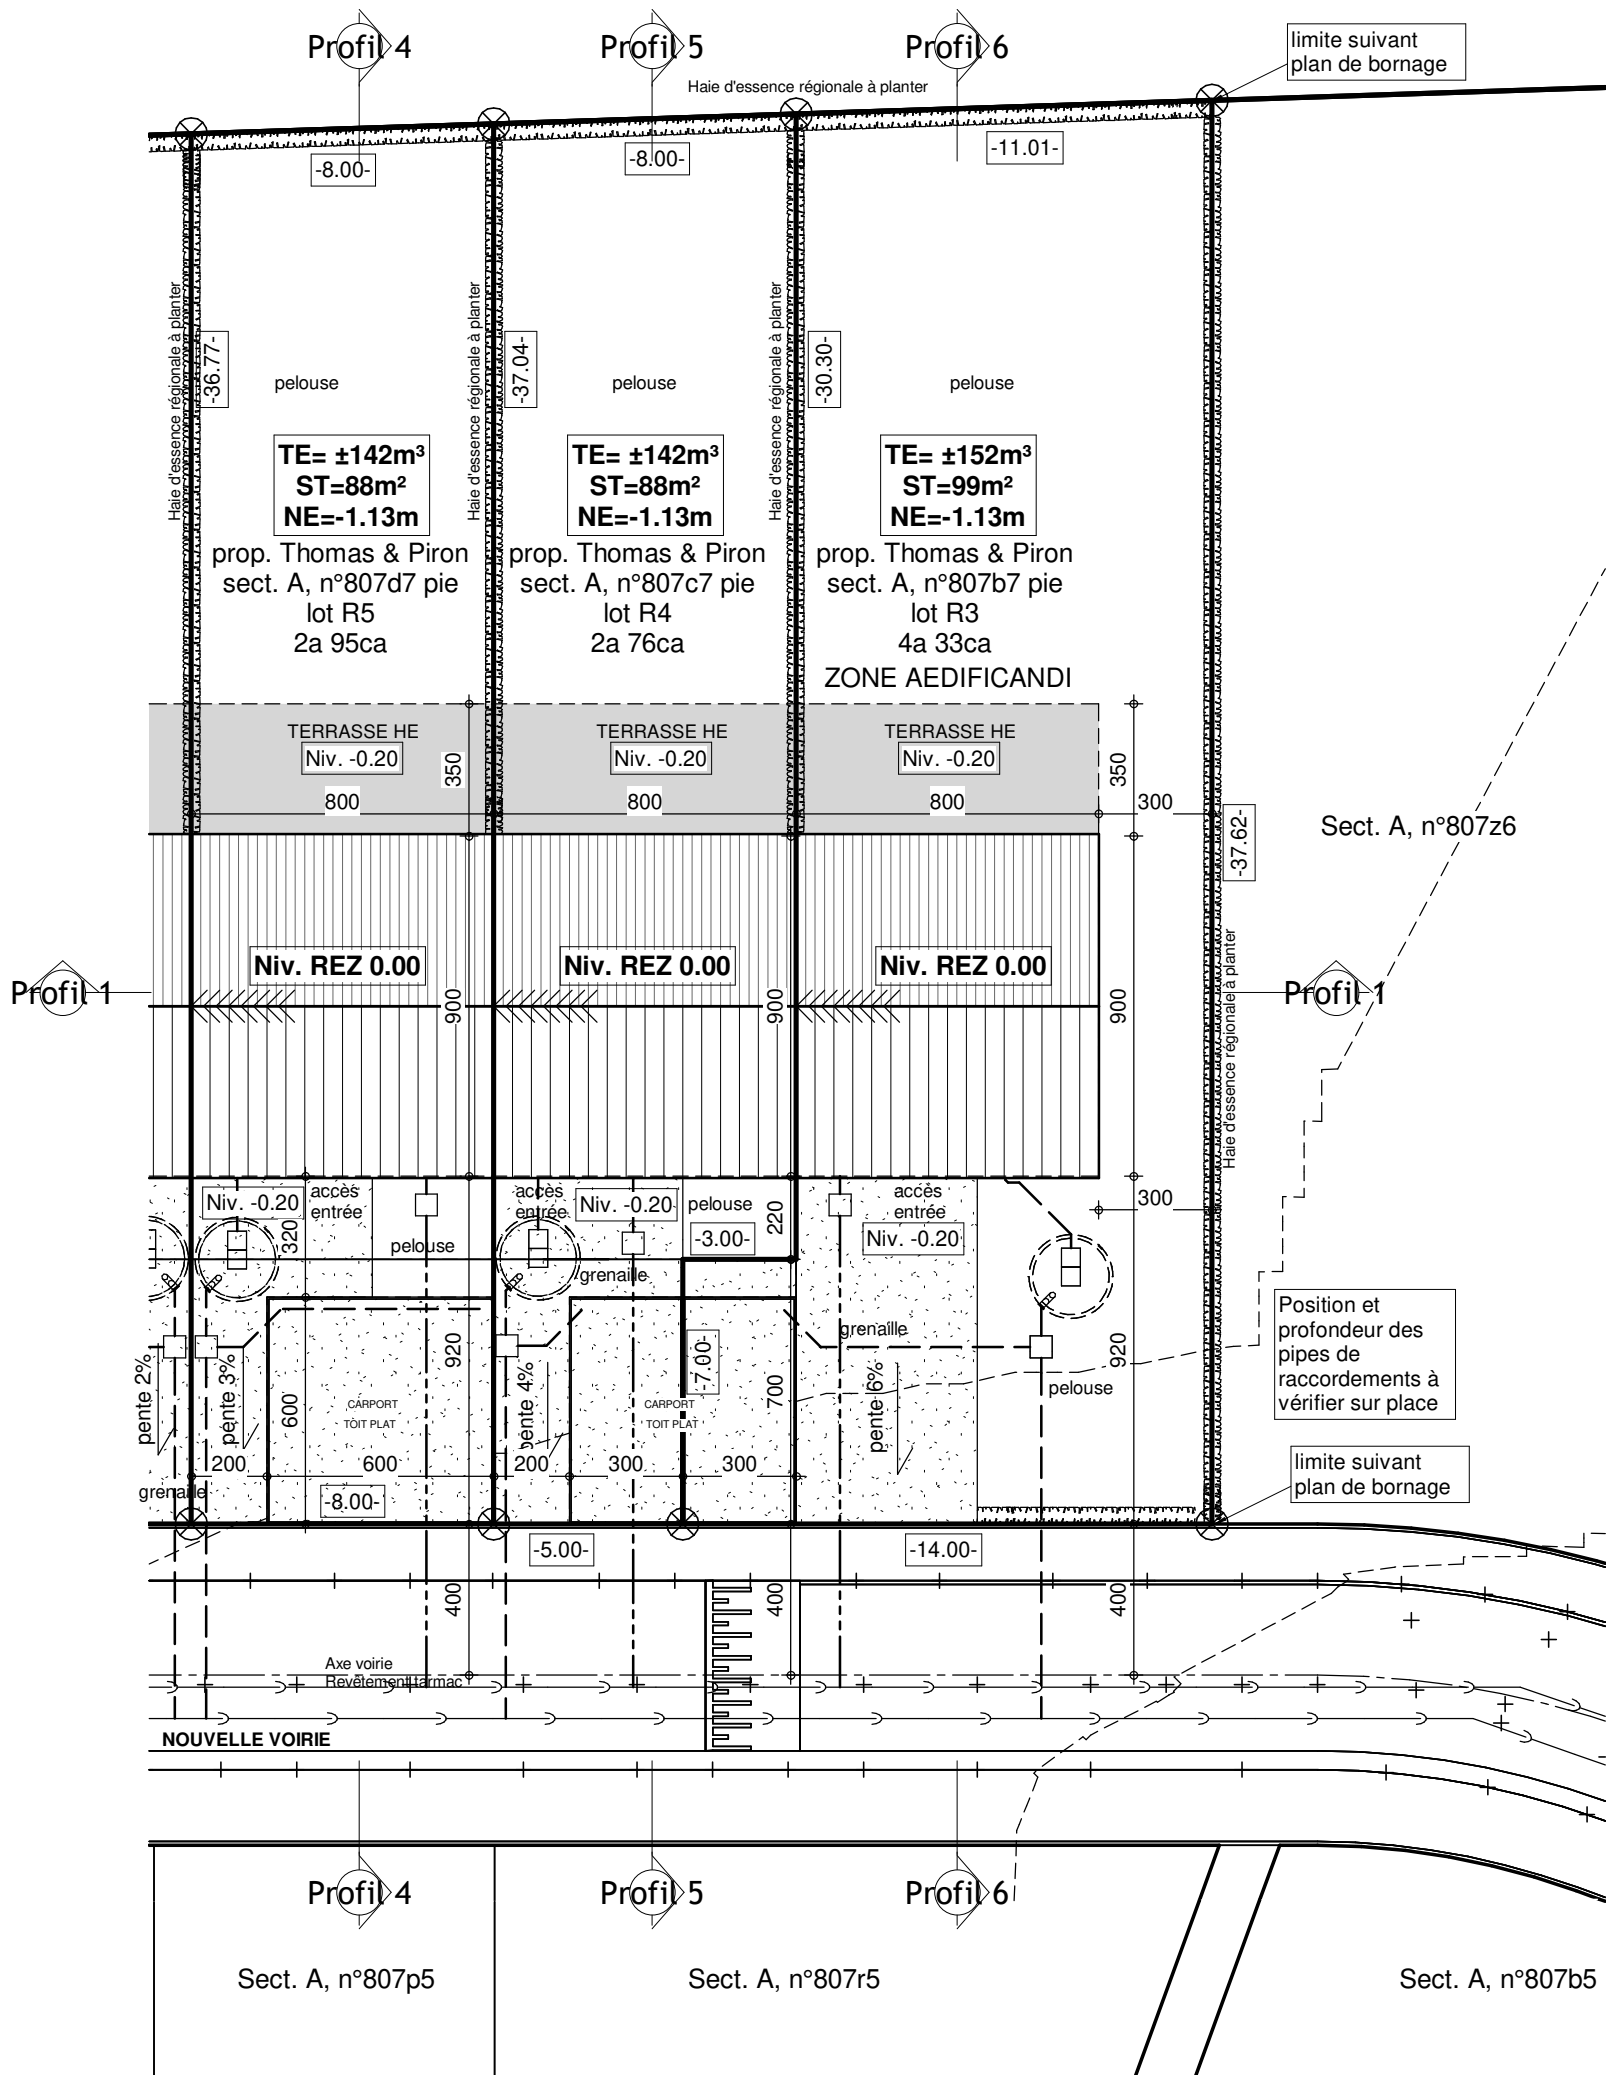 Profil 4
Profil 5
Profil 6
limite suivant
plan de bornage
Haie d'essence régionale à planter
-8.00-
-8.00-
-11.01-
Haie d'essence régionale à planter
-36.77-
Haie d'essence régionale à planter
-37.04-
Haie d'essence régionale à planter
-30.30-
pelouse
pelouse
pelouse
TE= ±142m³
ST=88m²
NE=-1.13m
prop. Thomas & Piron
sect. A, n°807d7 pie
lot R5
2a 95ca
TE= ±142m³
ST=88m²
NE=-1.13m
prop. Thomas & Piron
sect. A, n°807c7 pie
lot R4
2a 76ca
TE= ±152m³
ST=99m²
NE=-1.13m
prop. Thomas & Piron
sect. A, n°807b7 pie
lot R3
4a 33ca
ZONE AEDIFICANDI
TERRASSE HE
Niv. -0.20
350
TERRASSE HE
Niv. -0.20
TERRASSE HE
Niv. -0.20
350
800
800
800
300
-37.62-
Sect. A, n°807z6
Niv. REZ 0.00
Niv. REZ 0.00
Niv. REZ 0.00
Profil 1
Profil 1
900
900
900
Haie d'essence régionale à planter
Niv. -0.20
accès
entrée
320
pelouse
accès
entrée
Niv. -0.20
pelouse
-3.00-
220
accès
entrée
Niv. -0.20
300
grenaille
grenaille
Position et
profondeur des
pipes de
raccordements à
vérifier sur place
pente 2%
pente 3%
600
920
CARPORT
TOIT PLAT
pente 4%
CARPORT
TOIT PLAT
-7.00-
700
pente 6%
920
pelouse
200
600
200
300
300
grenaille
-8.00-
limite suivant
plan de bornage
-5.00-
-14.00-
400
400
400
Axe voirie
Revêtement tarmac
NOUVELLE VOIRIE
Profil 4
Profil 5
Profil 6
Sect. A, n°807p5
Sect. A, n°807r5
Sect. A, n°807b5